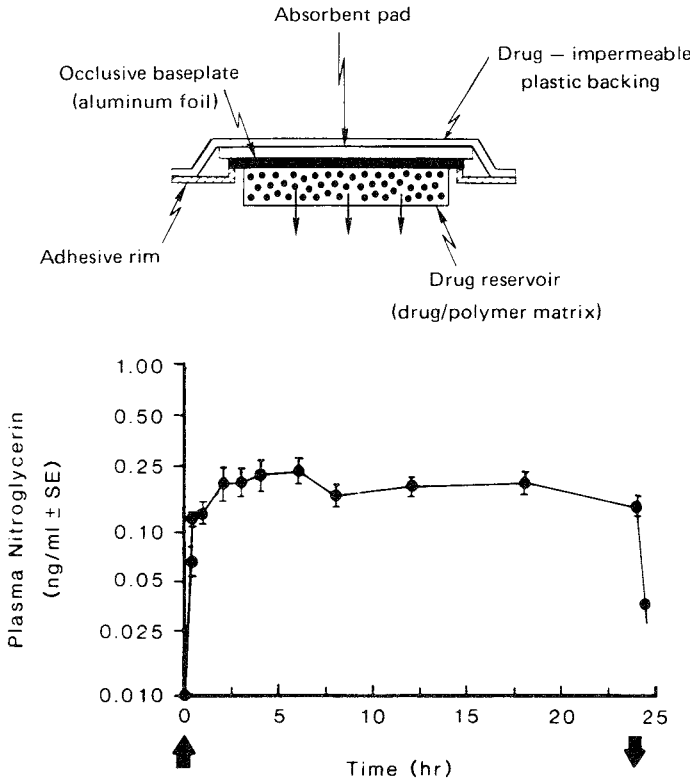 Absorbent pad
Occlusive baseplate
(aluminum foil)
Drug – impermeable
plastic backing
Adhesive rim
Drug reservoir
(drug/polymer matrix)
Plasma Nitroglycerin
(ng/ml ± SE)
1.00
0.50
0.25
0.10
0.05
0.025
0.010
0 5 10 15 20 25
Time (hr)